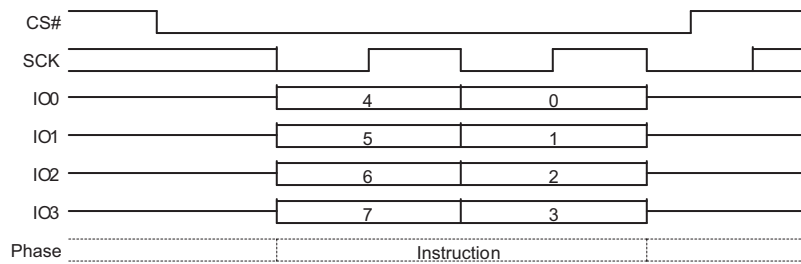 CS#
SCK
IO0 4 0
IO1 5 1
IO2 6 2
IO3 7 3
Phase Instruction